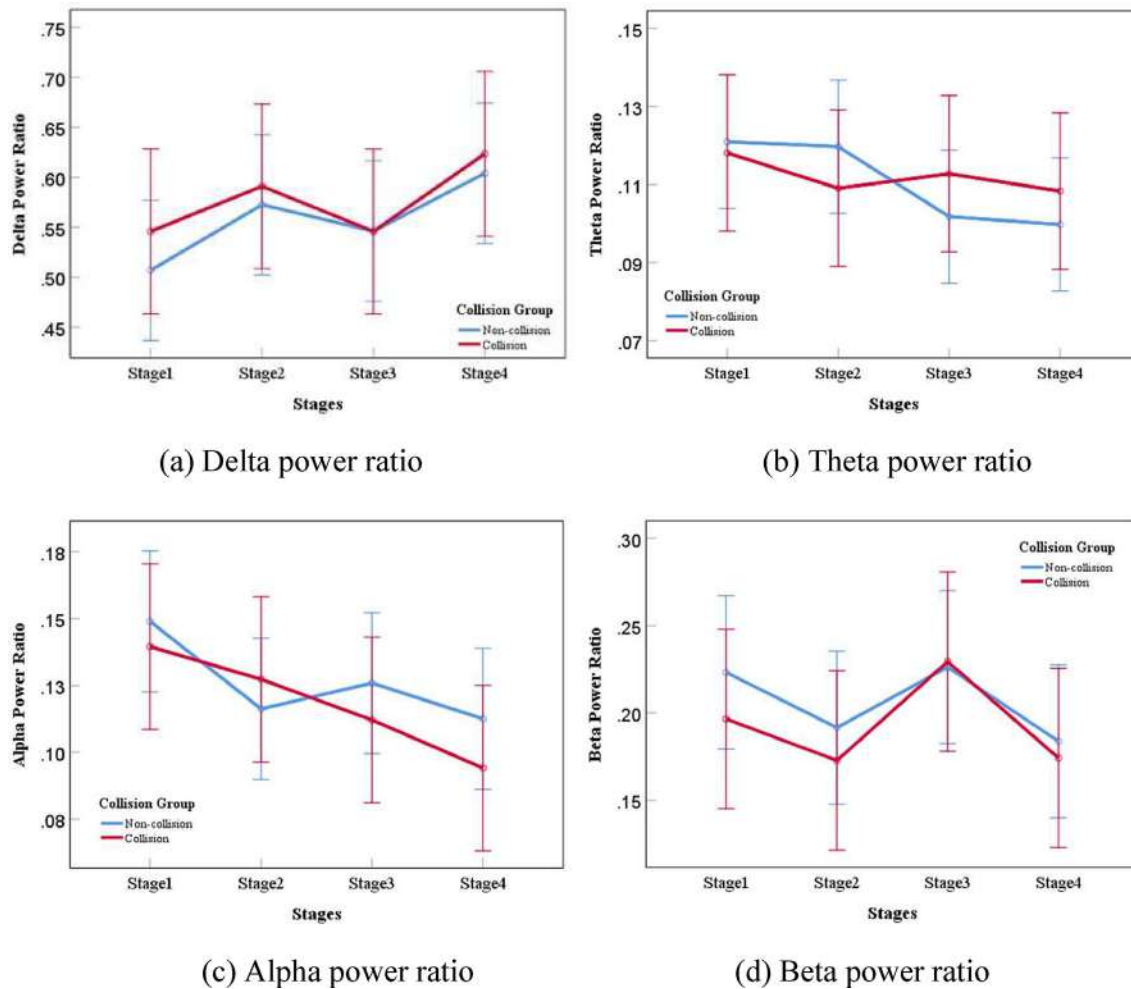 .75
.70
.65
.60
.55
.50
.45
Delta Power Ratio
Collision Group
Non-collision
Collision
Stage1 Stage2 Stage3 Stage4
Stages
(a) Delta power ratio
.15
.13
.11
.09
.07
Theta Power Ratio
Collision Group
Non-collision
Collision
Stage1 Stage2 Stage3 Stage4
Stages
(b) Theta power ratio
.18
.15
.13
.10
.08
Alpha Power Ratio
Collision Group
Non-collision
Collision
Stage1 Stage2 Stage3 Stage4
Stages
(c) Alpha power ratio
.30
.25
.20
.15
Beta Power Ratio
Collision Group
Non-collision
Collision
Stage1 Stage2 Stage3 Stage4
Stages
(d) Beta power ratio